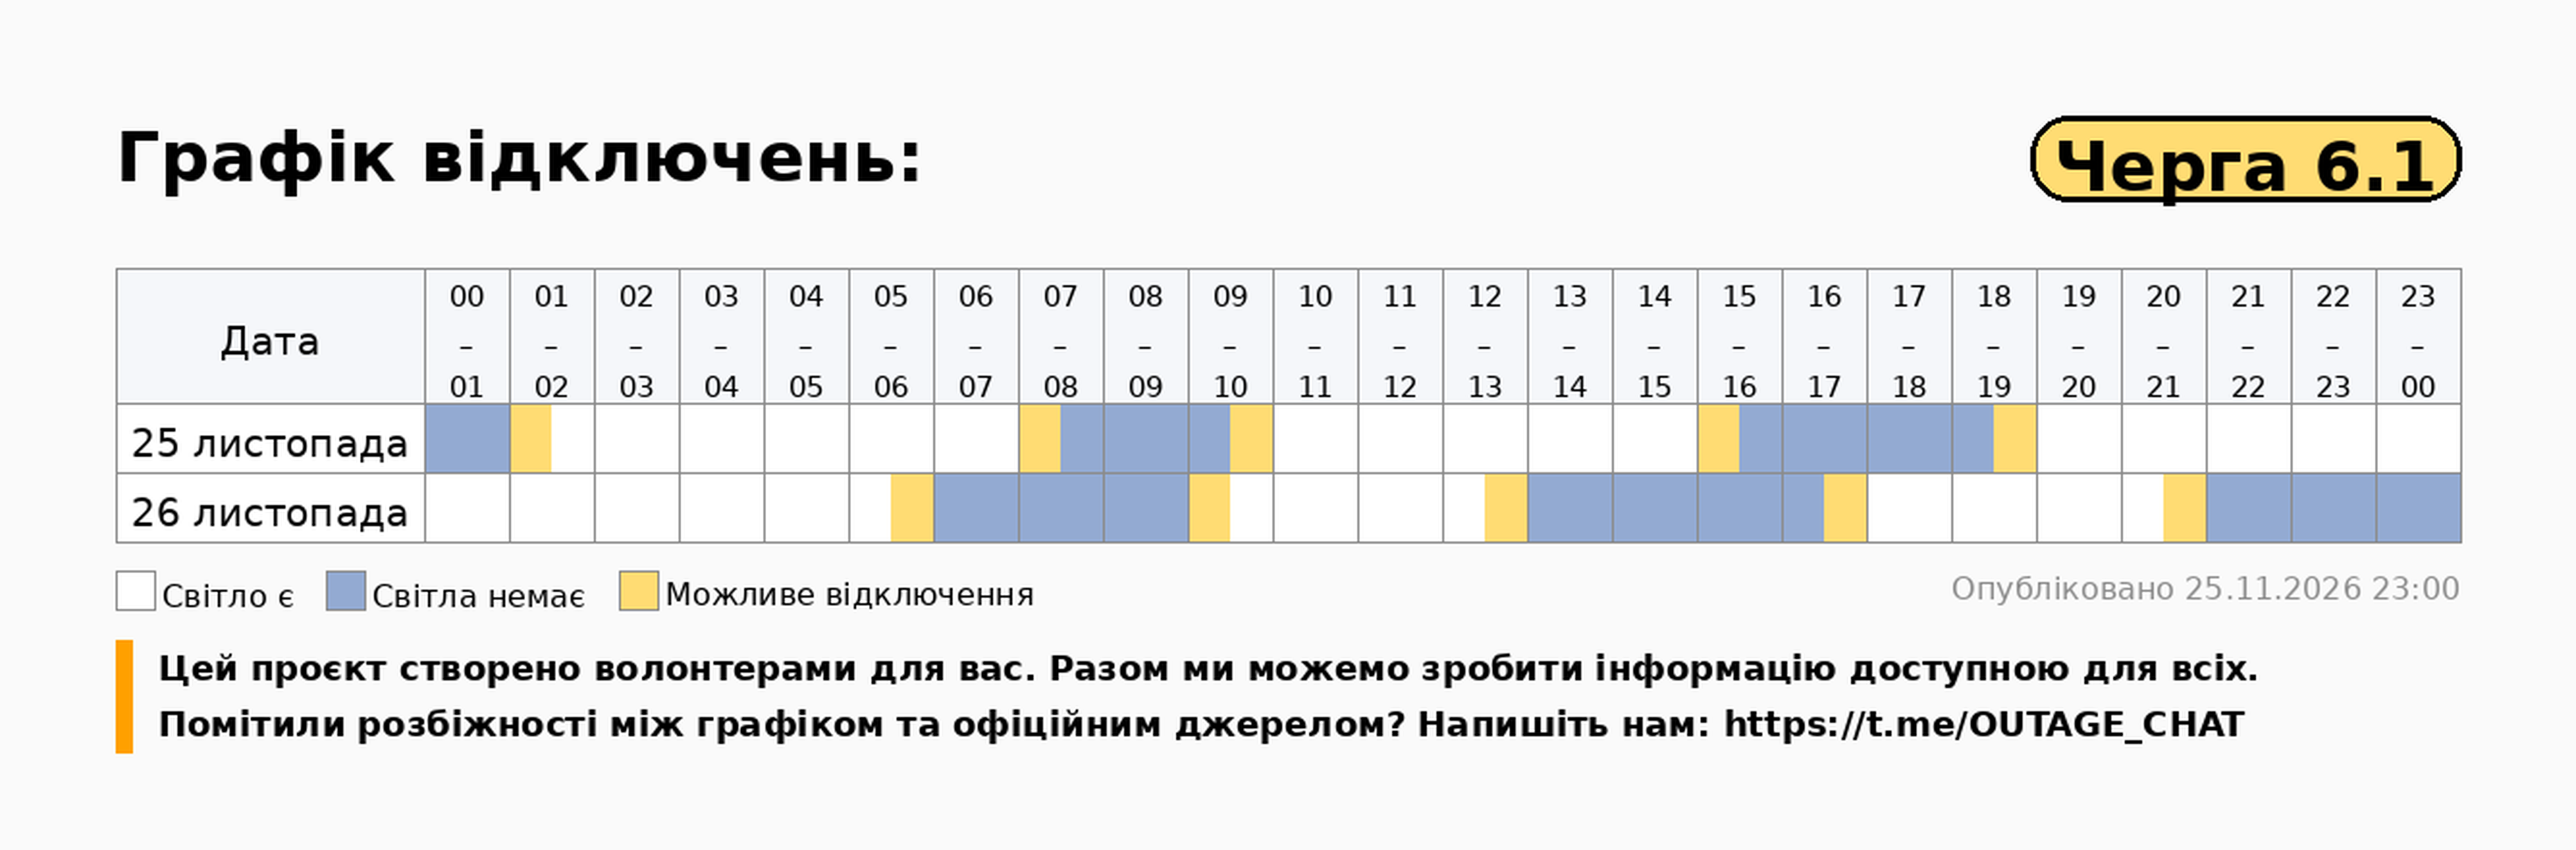 Графік відключень:
Черга 6.1
Дата
00 – 01
01 – 02
02 – 03
03 – 04
04 – 05
05 – 06
06 – 07
07 – 08
08 – 09
09 – 10
10 – 11
11 – 12
12 – 13
13 – 14
14 – 15
15 – 16
16 – 17
17 – 18
18 – 19
19 – 20
20 – 21
21 – 22
22 – 23
23 – 00
25 листопада
26 листопада
Світло є
Світла немає
Можливе відключення
Опубліковано 25.11.2026 23:00
Цей проєкт створено волонтерами для вас. Разом ми можемо зробити інформацію доступною для всіх.
Помітили розбіжності між графіком та офіційним джерелом? Напишіть нам: https://t.me/OUTAGE_CHAT